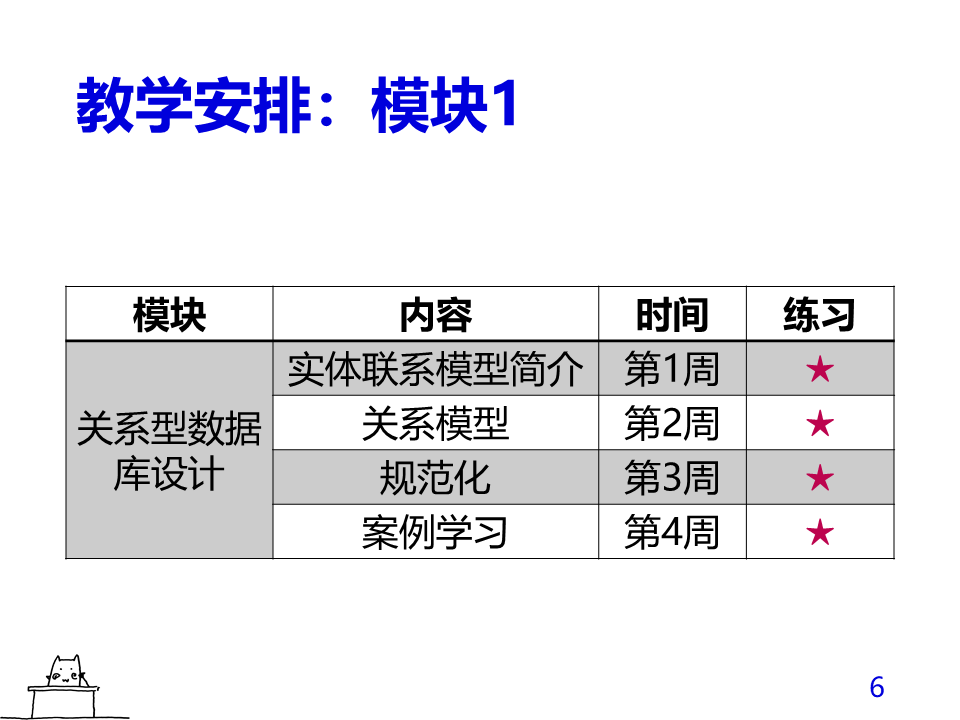 教学安排：模块1
模块 内容 时间 练习
关系型数据
库设计
实体联系模型简介 第1周 ★
关系模型 第2周 ★
规范化 第3周 ★
案例学习 第4周 ★
6